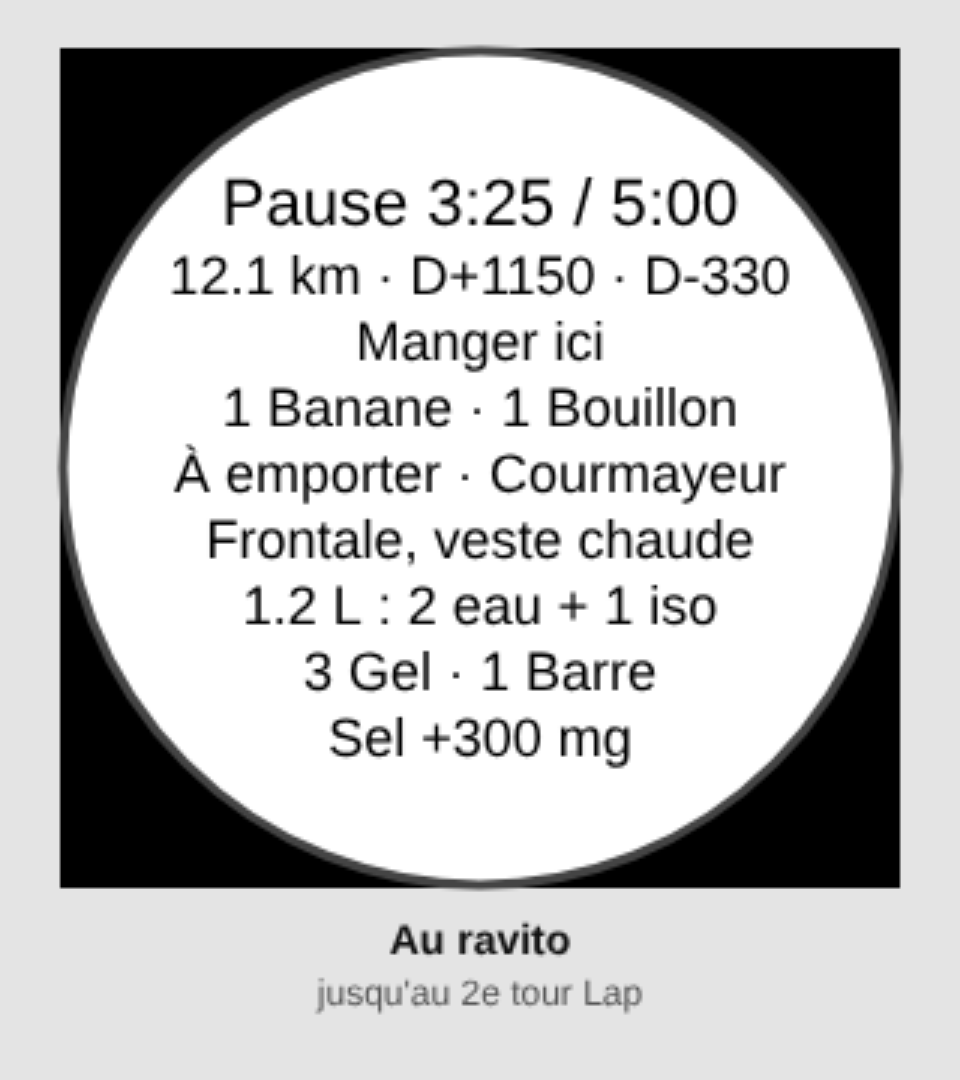 Pause 3:25 / 5:00
12.1 km · D+1150 · D-330
Manger ici
1 Banane · 1 Bouillon
À emporter · Courmayeur
Frontale, veste chaude
1.2 L : 2 eau + 1 iso
3 Gel · 1 Barre
Sel +300 mg
Au ravito
jusqu'au 2e tour Lap